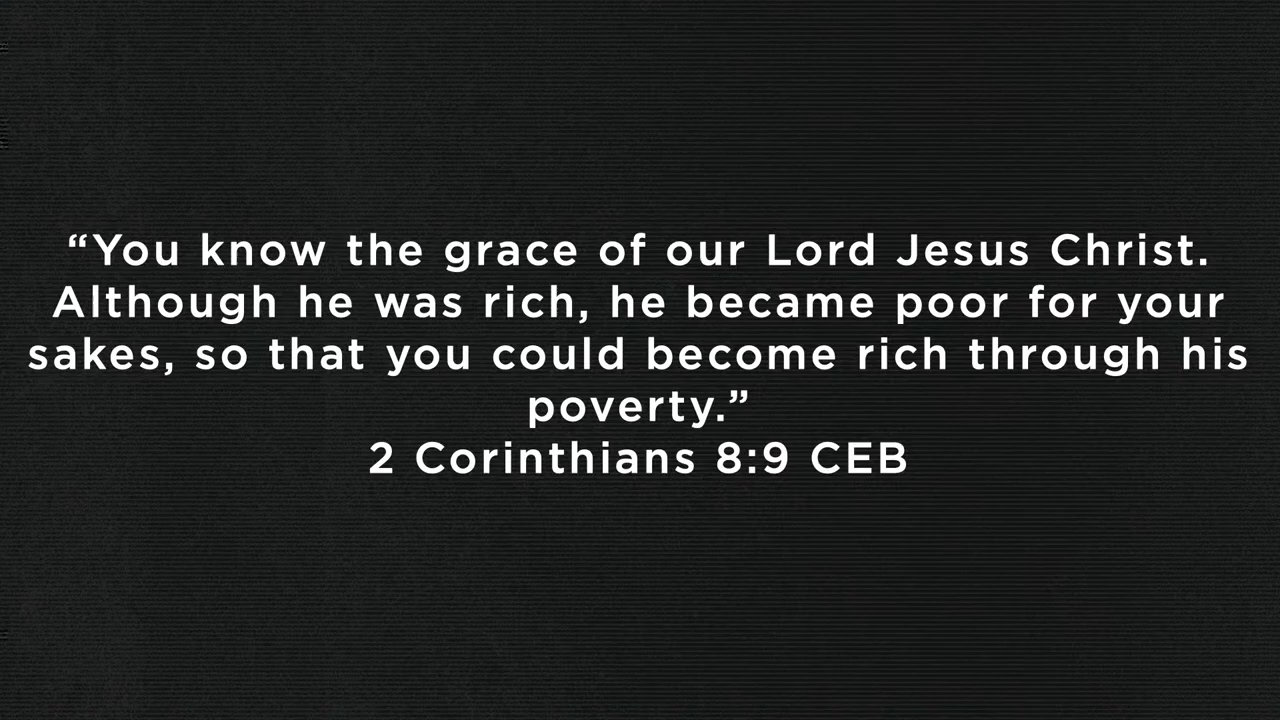 “You know the grace of our Lord Jesus Christ.
Although he was rich, he became poor for your
sakes, so that you could become rich through his
poverty.”
2 Corinthians 8:9 CEB